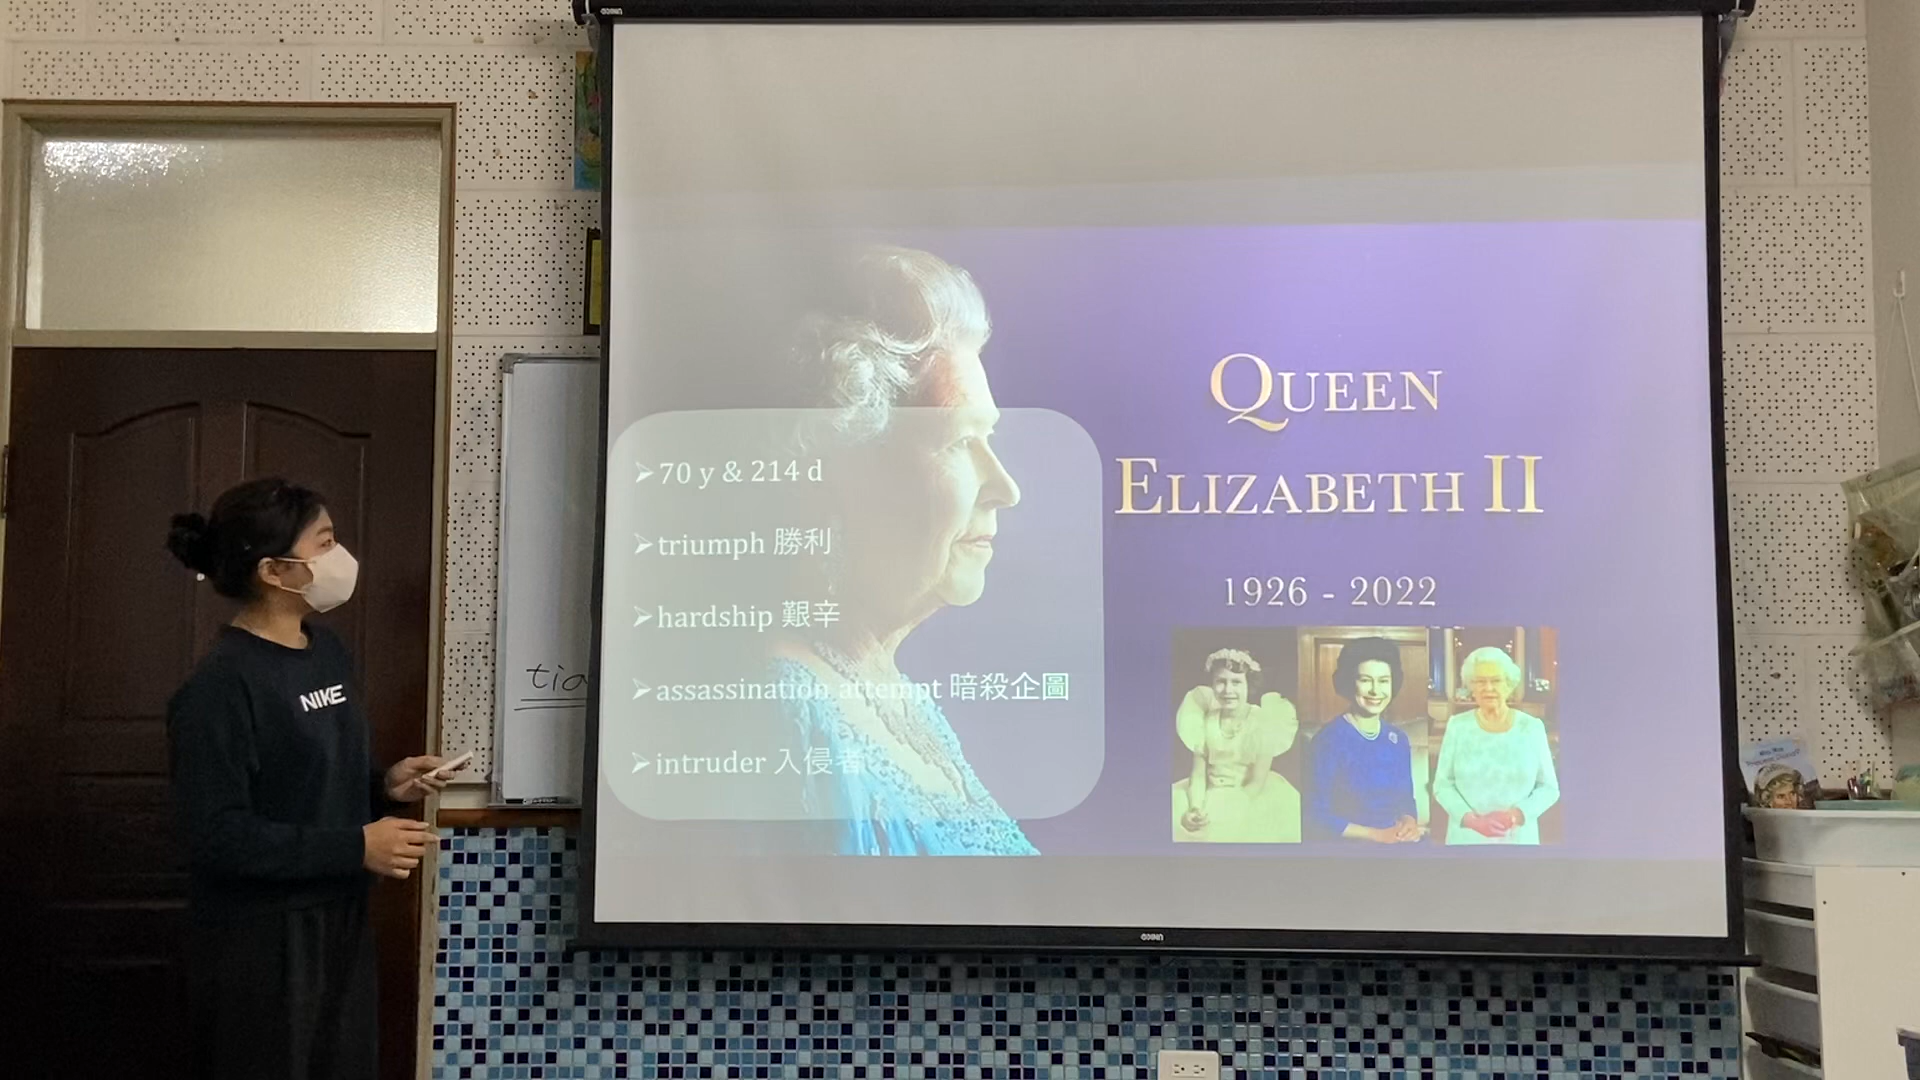 QUEEN
ELIZABETH II
1926 - 2022
➢70 y & 214 d
➢triumph 勝利
➢hardship 艱辛
➢assassination attempt 暗殺企圖
➢intruder 入侵者
NIKE
tia